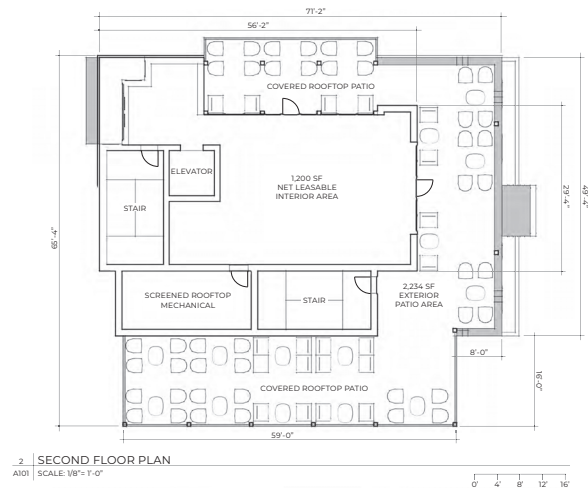 71'-2"
56'-2"
COVERED ROOFTOP PATIO
ELEVATOR
1,200 SF
NET LEASABLE
INTERIOR AREA
STAIR
65'-4"
29'-4"
49'-4"
SCREENED ROOFTOP
MECHANICAL
STAIR
2,234 SF
EXTERIOR
PATIO AREA
8'-0"
COVERED ROOFTOP PATIO
16'-0"
59'-0"
2 SECOND FLOOR PLAN
A101 SCALE: 1/8"= 1'-0"
0' 4' 8' 12' 16'